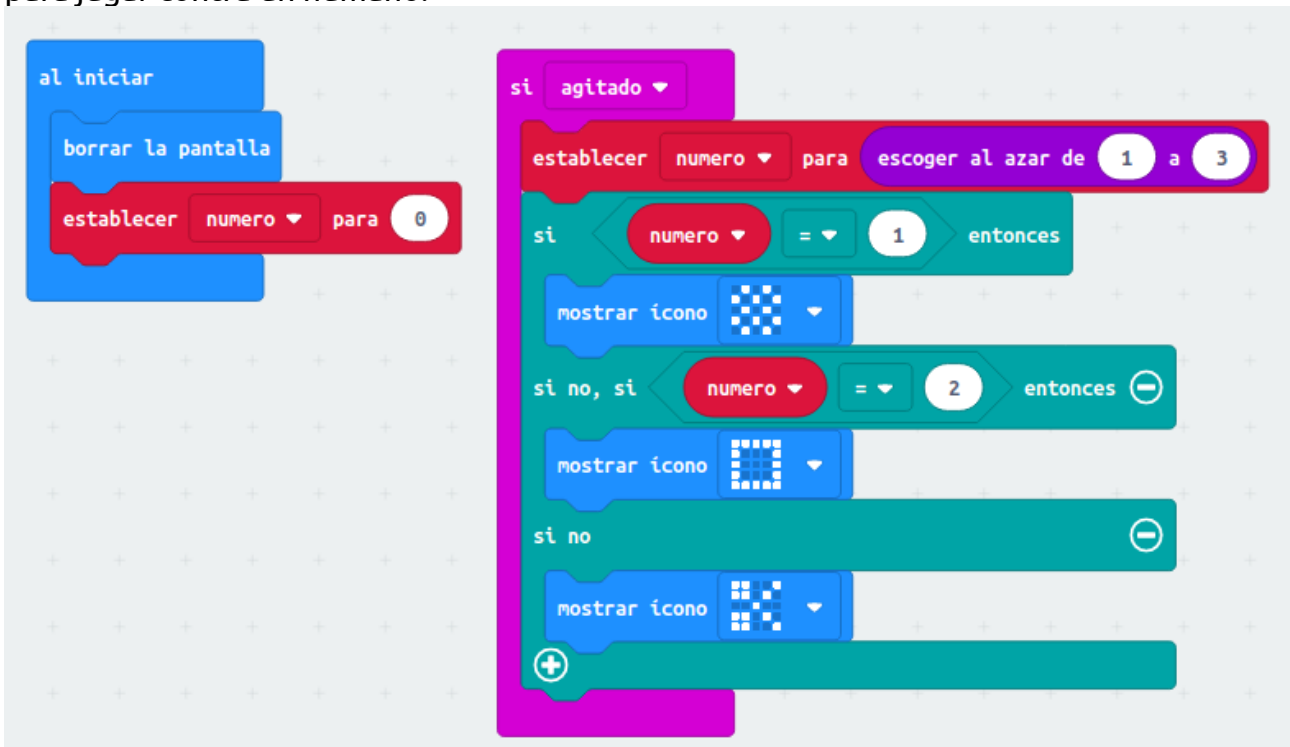 al iniciar
borrar la pantalla
establecer numero para 0
si agitado
establecer numero para escoger al azar de 1 a 3
si numero = 1 entonces
mostrar ícono
si no, si numero = 2 entonces
mostrar ícono
si no
mostrar ícono